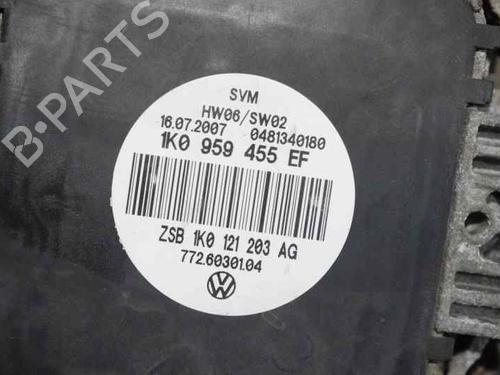 SVM
HW06/SW02
16.07.2007 0481340180
1K0 959 455 EF
ZSB 1K0 121 203 AG
772.60301.04
B-PARTS